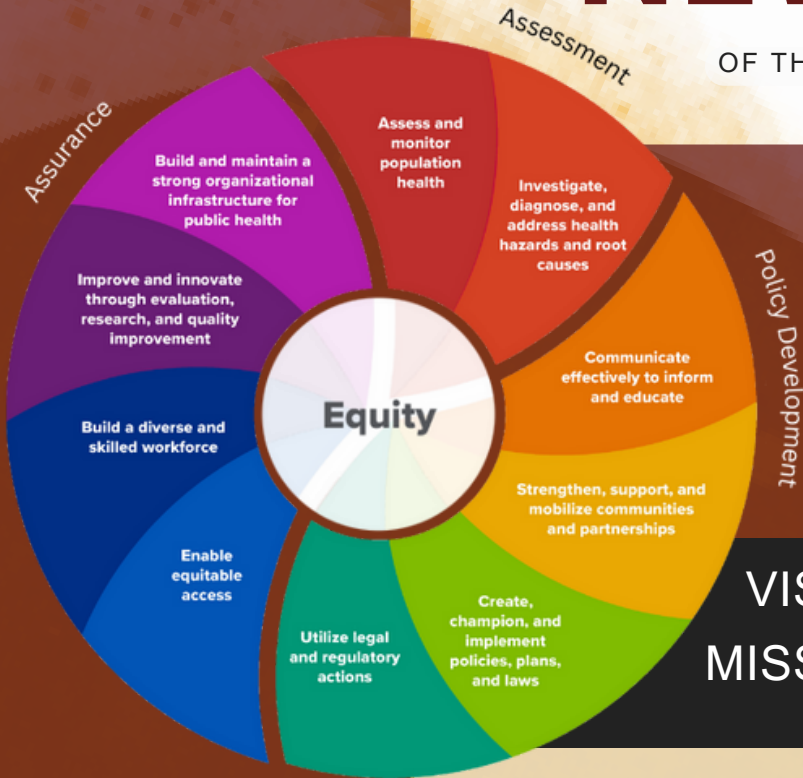 OF TH
Assessment
Assurance
Policy Development
Assess and
monitor
population
health
Investigate,
diagnose, and
address health
hazards and root
causes
Communicate
effectively to inform
and educate
Strengthen, support, and
mobilize communities
and partnerships
Create,
champion, and
implement
policies, plans,
and laws
Utilize legal
and regulatory
actions
Enable
equitable
access
Build a diverse and
skilled workforce
Improve and innovate
through evaluation,
research, and quality
improvement
Build and maintain a
strong organizational
infrastructure for
public health
Equity
VIS
MISS